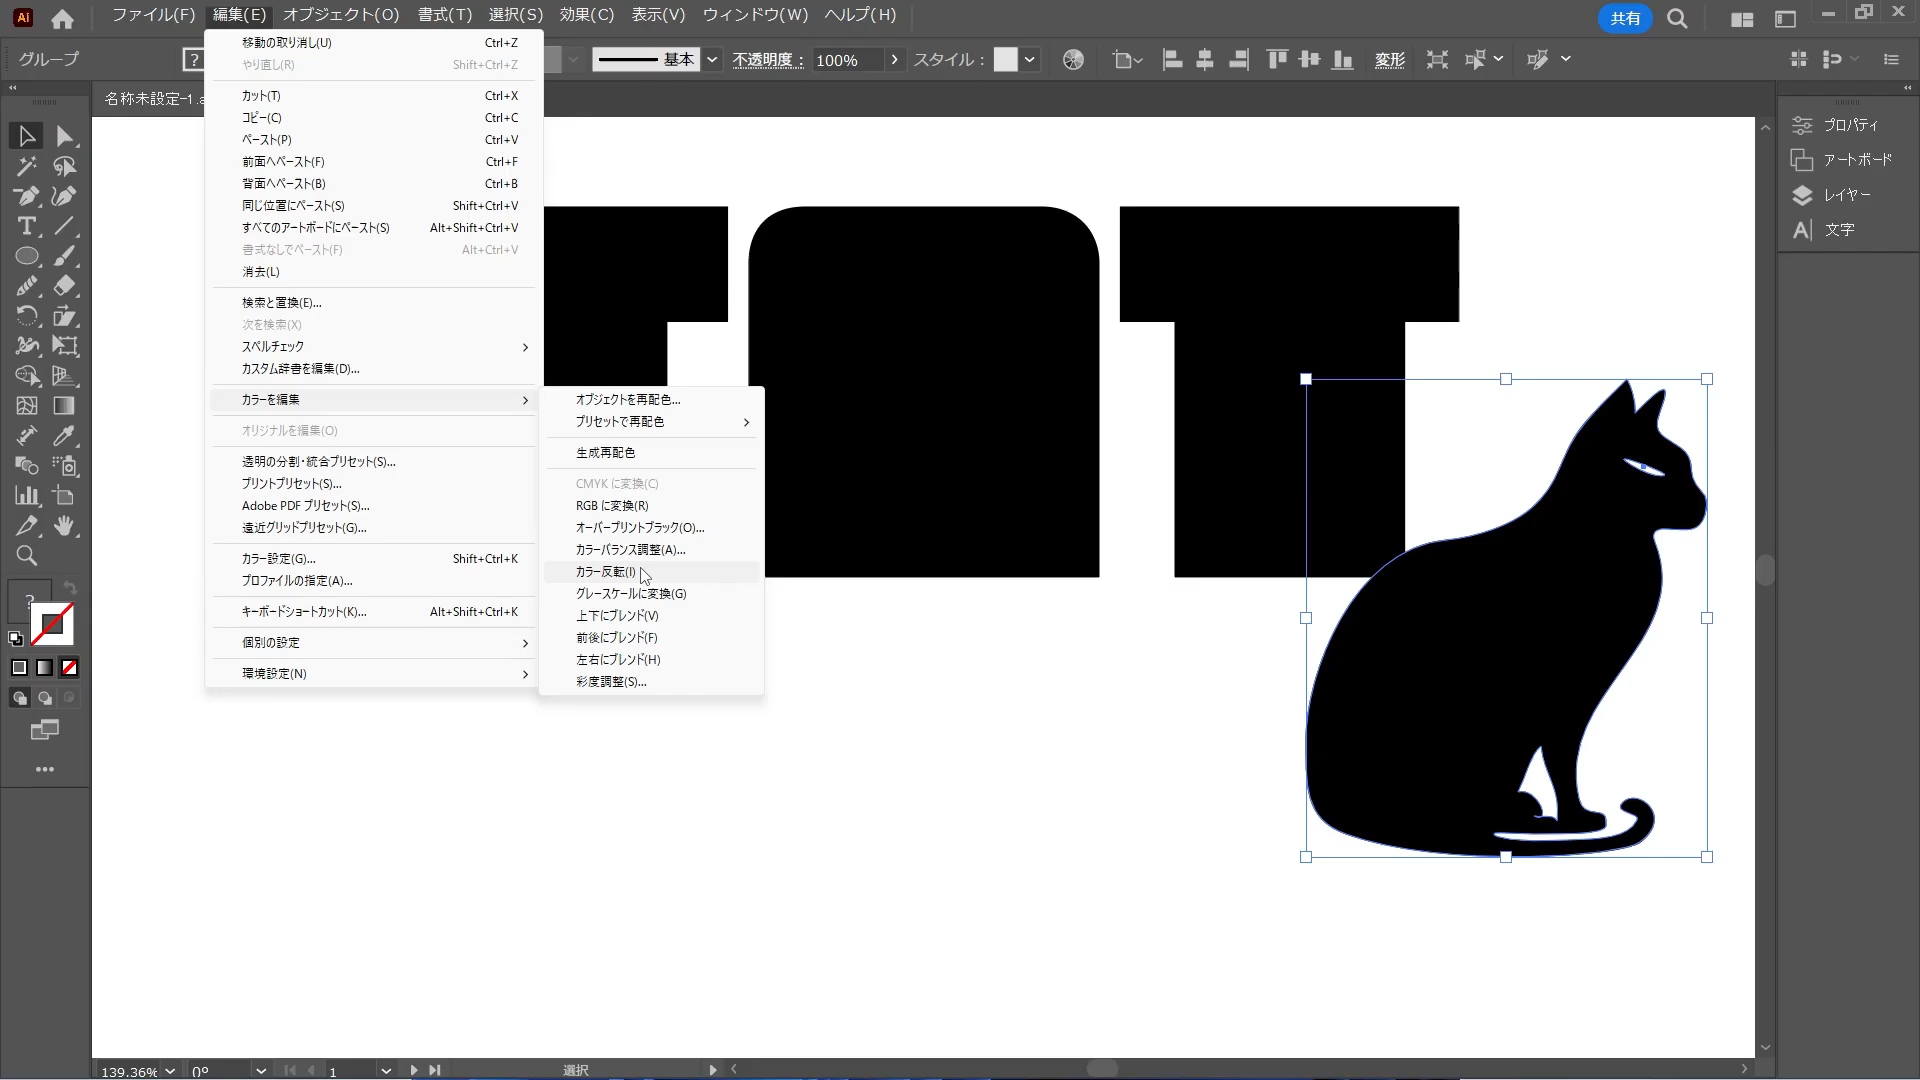 Ai ファイル(F) 編集(E) オブジェクト(O) 書式(T) 選択(S) 効果(C) 表示(V) ウィンドウ(W) ヘルプ(H) 共有
グループ ? 基本 不透明度： 100% スタイル： 変形
名称未設定-1.a
移動の取り消し(U) Ctrl+Z
やり直し(R) Shift+Ctrl+Z
カット(T) Ctrl+X
コピー(C) Ctrl+C
ペースト(P) Ctrl+V
前面へペースト(F) Ctrl+F
背面へペースト(B) Ctrl+B
同じ位置にペースト(S) Shift+Ctrl+V
すべてのアートボードにペースト(S) Alt+Shift+Ctrl+V
書式なしでペースト(F) Alt+Ctrl+V
消去(L)
検索と置換(E)...
次を検索(X)
スペルチェック
カスタム辞書を編集(D)...
カラーを編集
オリジナルを編集(O)
透明の分割・統合プリセット(S)...
プリントプリセット(S)...
Adobe PDF プリセット(S)...
遠近グリッドプリセット(G)...
カラー設定(G)... Shift+Ctrl+K
プロファイルの指定(A)...
キーボードショートカット(K)... Alt+Shift+Ctrl+K
個別の設定
環境設定(N)
オブジェクトを再配色...
プリセットで再配色
生成再配色
CMYK に変換(C)
RGB に変換(R)
オーバープリントブラック(O)...
カラーバランス調整(A)...
カラー反転(I)
グレースケールに変換(G)
上下にブレンド(V)
前後にブレンド(F)
左右にブレンド(H)
彩度調整(S)...
プロパティ
アートボード
レイヤー
文字
?
139.36% 0° 1 選択